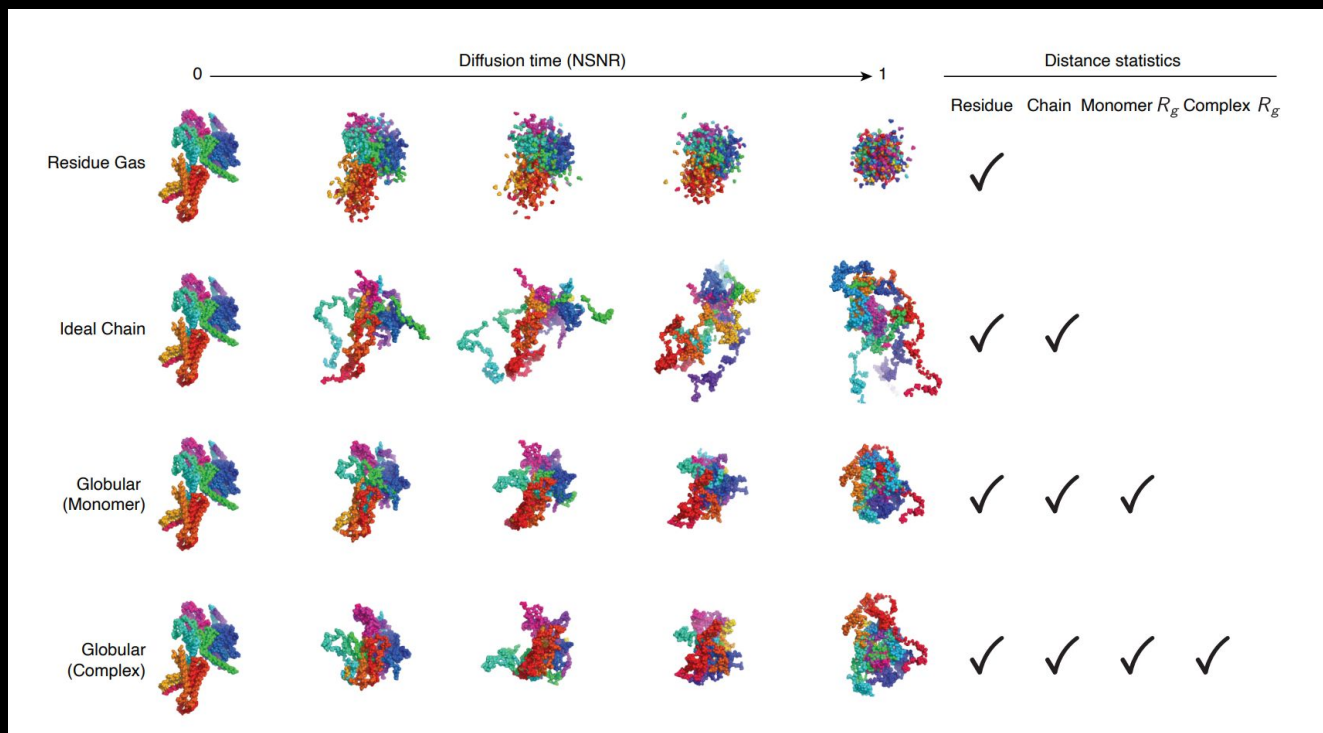 Diffusion time (NSNR)
0 1
Distance statistics
Residue Chain Monomer Rg Complex Rg
Residue Gas
Ideal Chain
Globular
(Monomer)
Globular
(Complex)